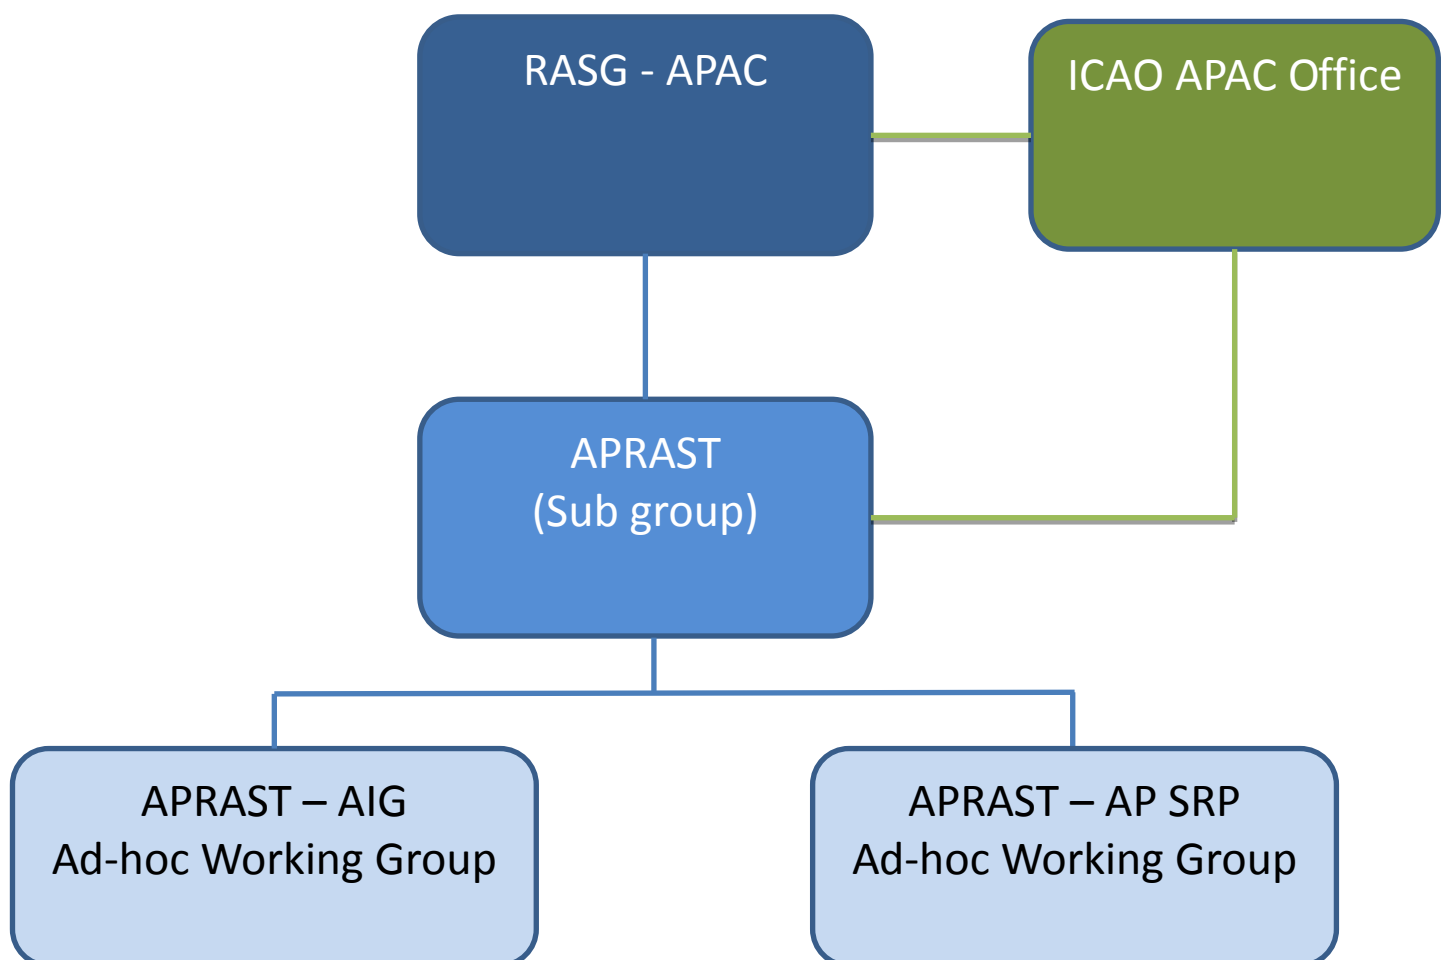 RASG - APAC
ICAO APAC Office
APRAST
(Sub group)
APRAST – AIG
Ad-hoc Working Group
APRAST – AP SRP
Ad-hoc Working Group